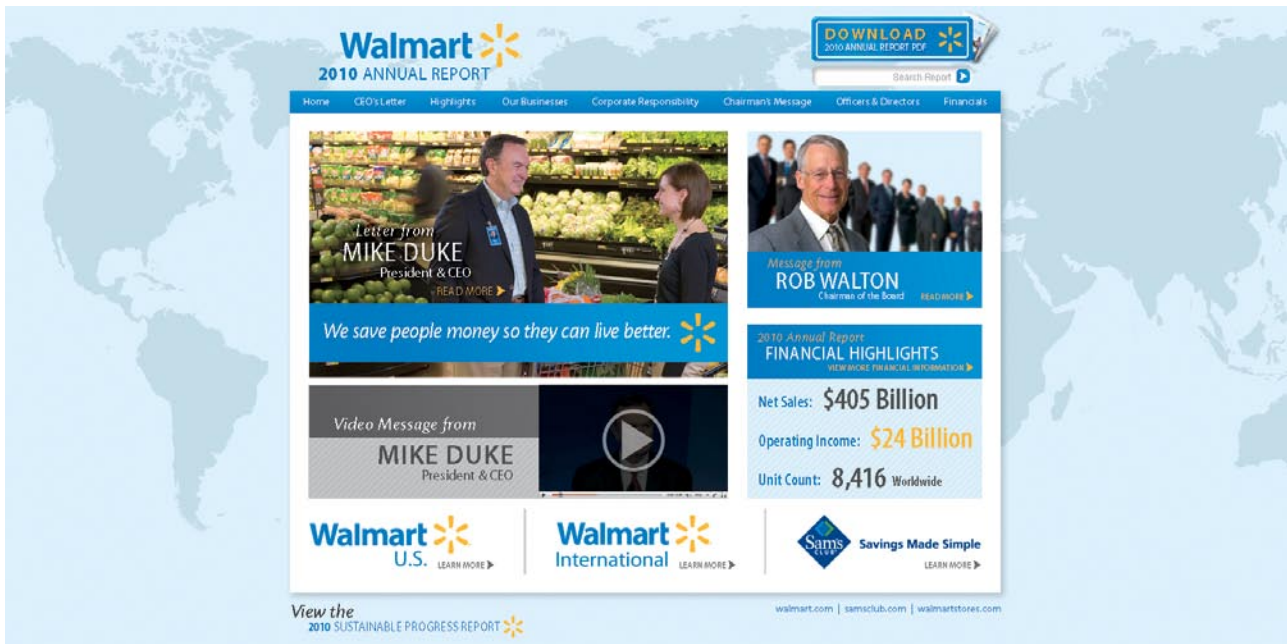 Walmart
2010 ANNUAL REPORT
DOWNLOAD
2010 ANNUAL REPORT PDF
Search Report
Home CEO's Letter Highlights Our Businesses Corporate Responsibility Chairman's Message Officers & Directors Financials
Letter from
MIKE DUKE
President & CEO
READ MORE
We save people money so they can live better.
Message from
ROB WALTON
Chairman of the Board READ MORE
2010 Annual Report
FINANCIAL HIGHLIGHTS
VIEW MORE FINANCIAL INFORMATION
Net Sales: $405 Billion
Operating Income: $24 Billion
Unit Count: 8,416 Worldwide
Video Message from
MIKE DUKE
President & CEO
Walmart
U.S. LEARN MORE
Walmart
International LEARN MORE
Sam's
CLUB
Savings Made Simple
LEARN MORE
View the
2010 SUSTAINABLE PROGRESS REPORT
walmart.com | samsclub.com | walmartstores.com